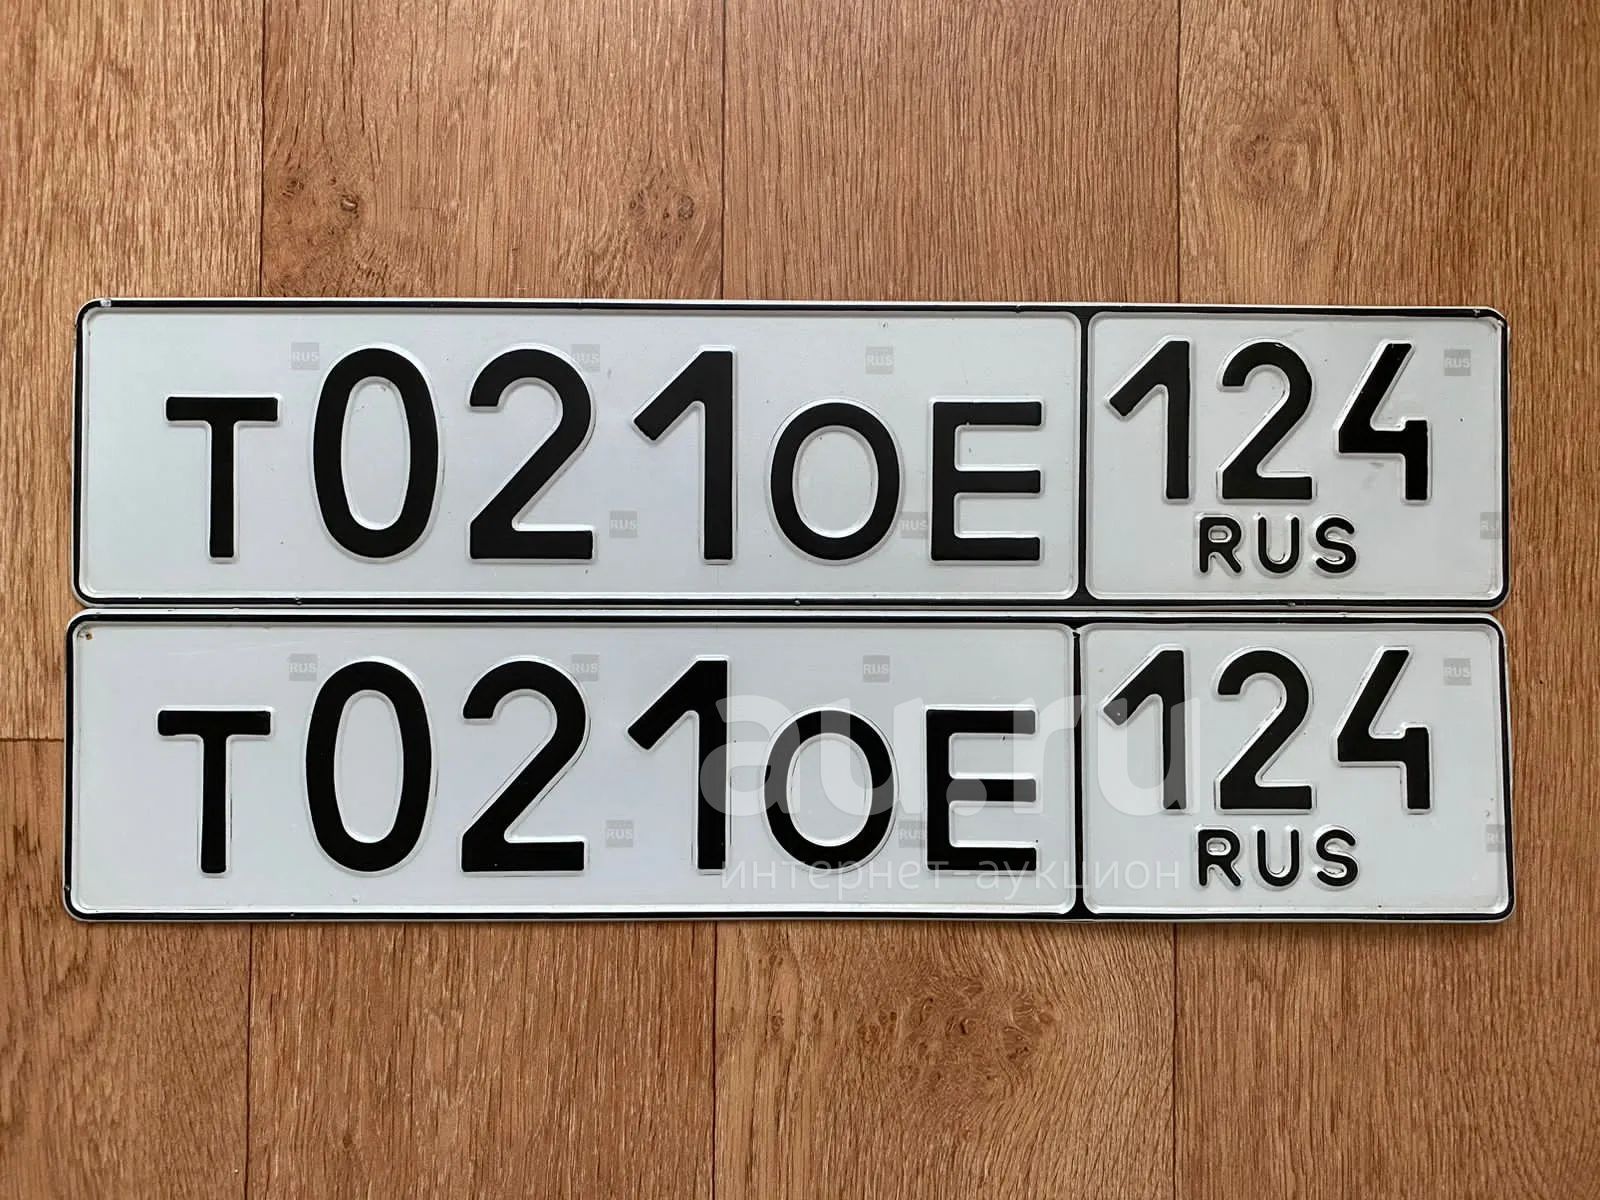 Т021ОЕ 124
RUS
Т021ОЕ 124
RUS
au.ru
интернет-аукцион